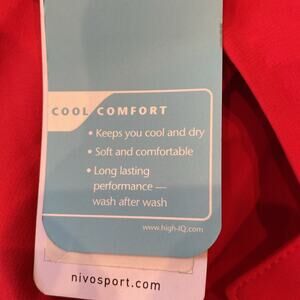 COOL COMFORT
• Keeps you cool and dry
• Soft and comfortable
• Long lasting
performance —
wash after wash
www.high-IQ.com
nivosport.com